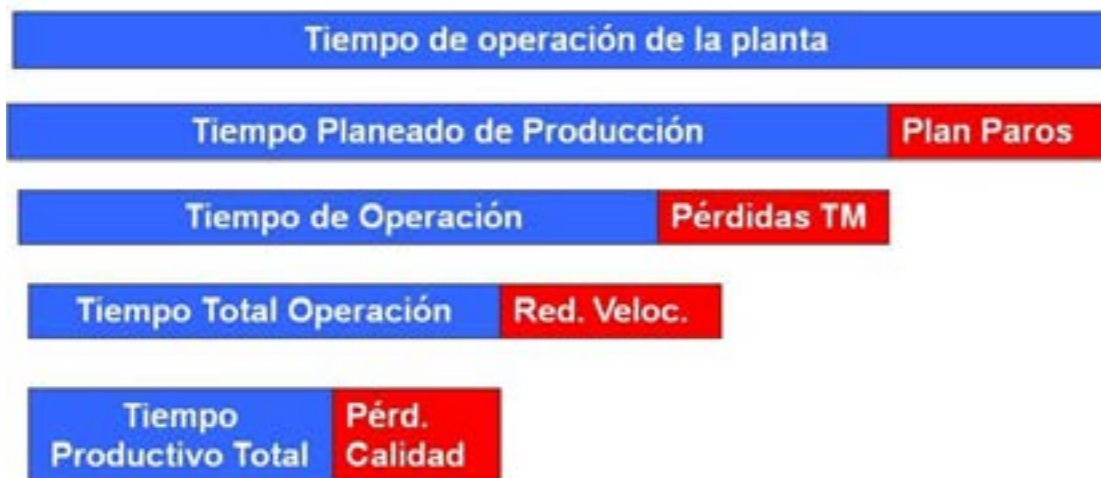 Tiempo de operación de la planta
Tiempo Planeado de Producción Plan Paros
Tiempo de Operación Pérdidas TM
Tiempo Total Operación Red. Veloc.
Tiempo Pérd.
Productivo Total Calidad